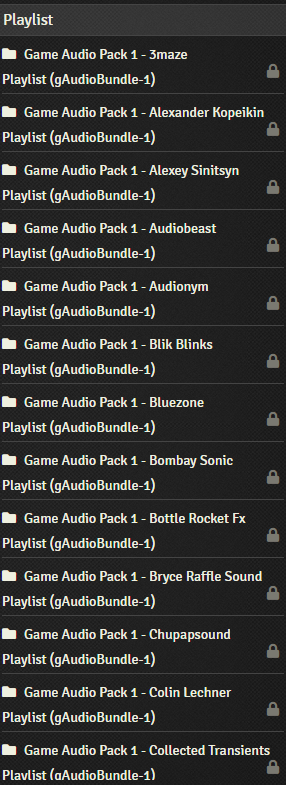 Playlist
Game Audio Pack 1 - 3maze
Playlist (gAudioBundle-1)
Game Audio Pack 1 - Alexander Kopeikin
Playlist (gAudioBundle-1)
Game Audio Pack 1 - Alexey Sinitsyn
Playlist (gAudioBundle-1)
Game Audio Pack 1 - Audiobeast
Playlist (gAudioBundle-1)
Game Audio Pack 1 - Audionym
Playlist (gAudioBundle-1)
Game Audio Pack 1 - Blik Blinks
Playlist (gAudioBundle-1)
Game Audio Pack 1 - Bluezone
Playlist (gAudioBundle-1)
Game Audio Pack 1 - Bombay Sonic
Playlist (gAudioBundle-1)
Game Audio Pack 1 - Bottle Rocket Fx
Playlist (gAudioBundle-1)
Game Audio Pack 1 - Bryce Raffle Sound
Playlist (gAudioBundle-1)
Game Audio Pack 1 - Chupapsound
Playlist (gAudioBundle-1)
Game Audio Pack 1 - Colin Lechner
Playlist (gAudioBundle-1)
Game Audio Pack 1 - Collected Transients
Playlist (gAudioBundle-1)